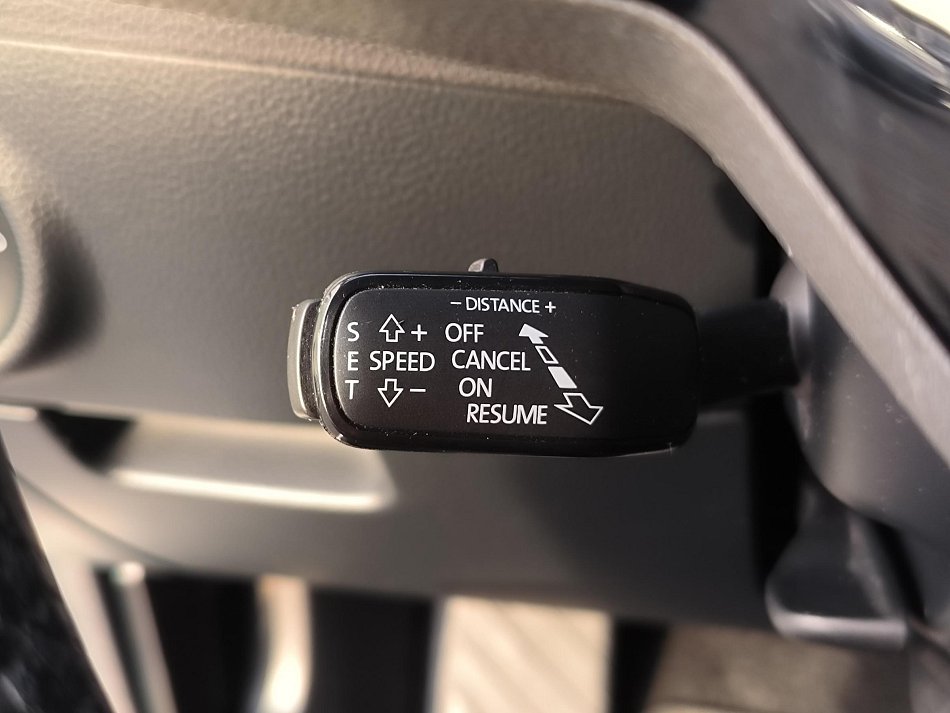 – DISTANCE +
S + OFF
E SPEED CANCEL
T – ON
RESUME